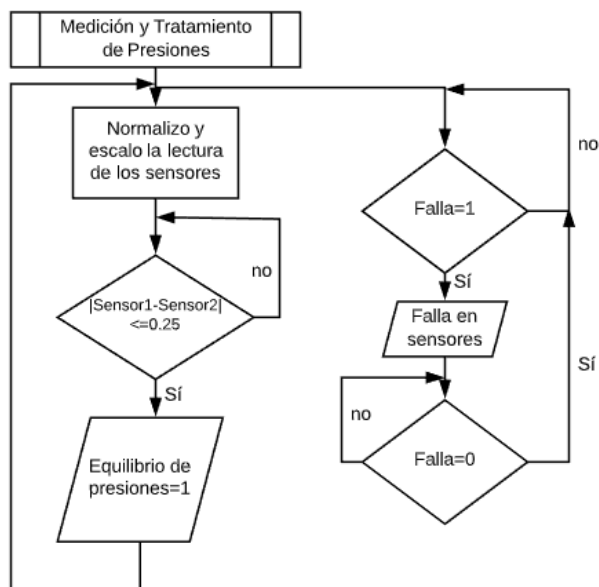 Medición y Tratamiento
de Presiones
Normalizo y
escalo la lectura
de los sensores
no
|Sensor1-Sensor2|
<=0.25
Sí
Equilibrio de
presiones=1
no
Falla=1
Sí
Falla en
sensores
Sí
no
Falla=0